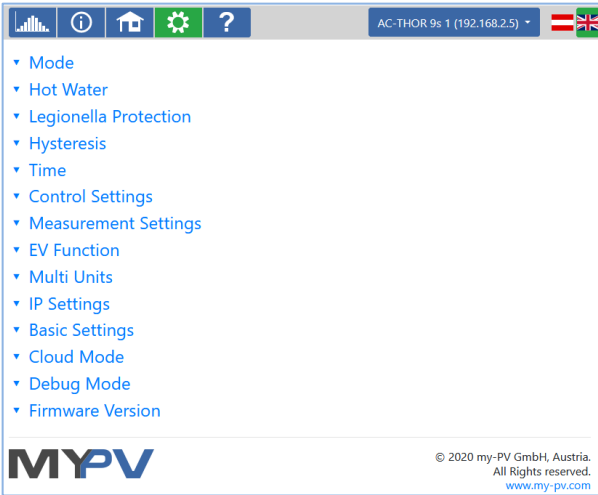 ?
AC-THOR 9s 1 (192.168.2.5)
Mode
Hot Water
Legionella Protection
Hysteresis
Time
Control Settings
Measurement Settings
EV Function
Multi Units
IP Settings
Basic Settings
Cloud Mode
Debug Mode
Firmware Version
MYPV
© 2020 my-PV GmbH, Austria.
All Rights reserved.
www.my-pv.com